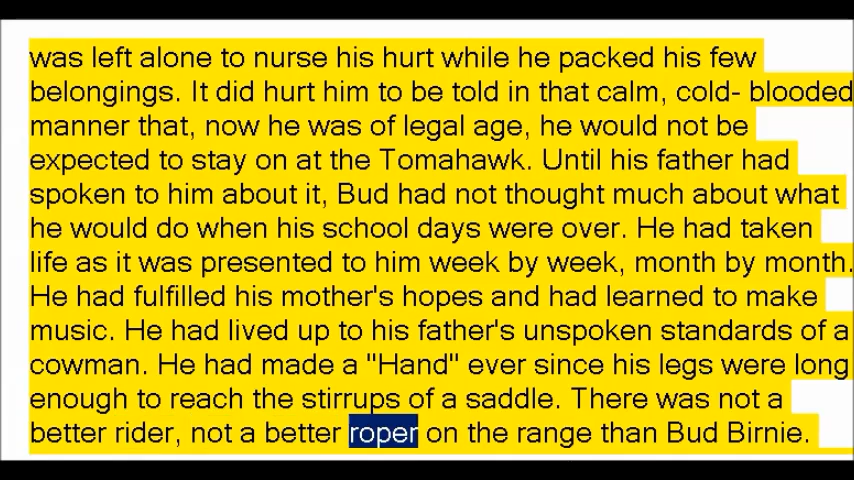 was left alone to nurse his hurt while he packed his few
belongings. It did hurt him to be told in that calm, cold- blooded
manner that, now he was of legal age, he would not be
expected to stay on at the Tomahawk. Until his father had
spoken to him about it, Bud had not thought much about what
he would do when his school days were over. He had taken
life as it was presented to him week by week, month by month.
He had fulfilled his mother's hopes and had learned to make
music. He had lived up to his father's unspoken standards of a
cowman. He had made a "Hand" ever since his legs were long
enough to reach the stirrups of a saddle. There was not a
better rider, not a better roper on the range than Bud Birnie.